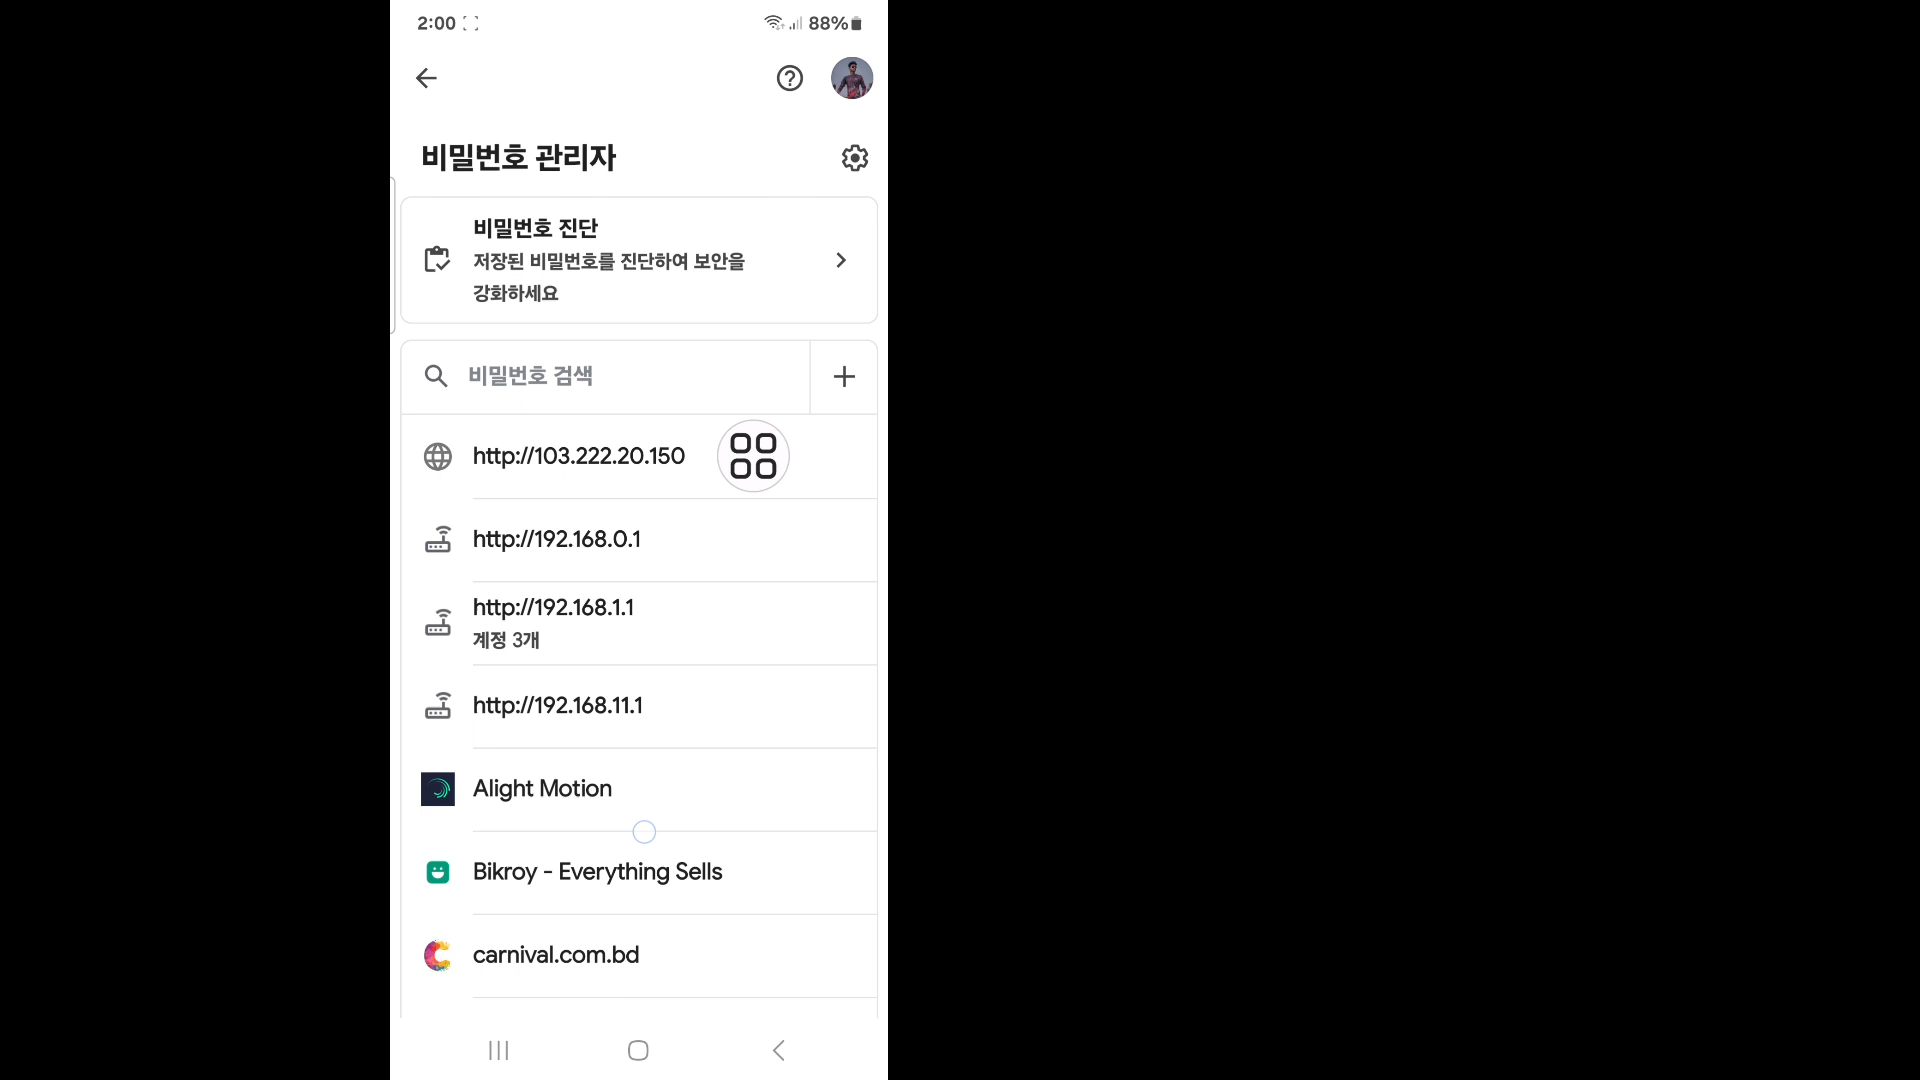 2:00
88%
비밀번호 관리자
비밀번호 진단
저장된 비밀번호를 진단하여 보안을
강화하세요
비밀번호 검색
http://103.222.20.150
http://192.168.0.1
http://192.168.1.1
계정 3개
http://192.168.11.1
Alight Motion
Bikroy - Everything Sells
carnival.com.bd